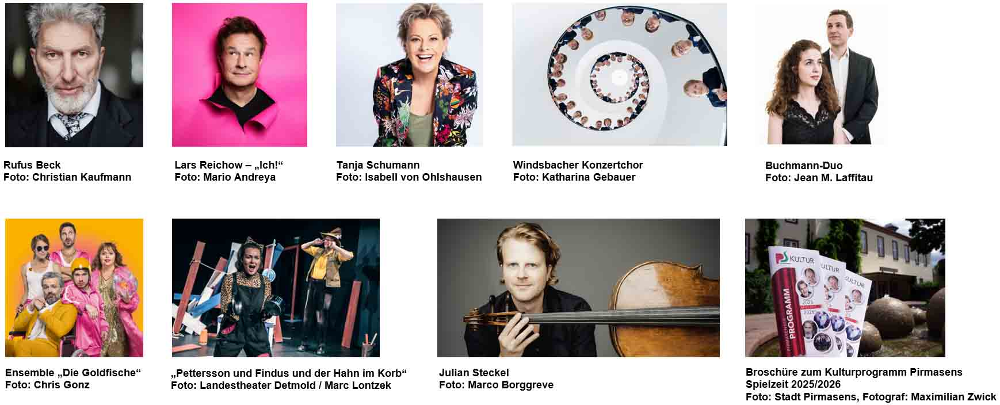 Rufus Beck
Foto: Christian Kaufmann
Lars Reichow – „Ich!“
Foto: Mario Andreya
Tanja Schumann
Foto: Isabell von Ohlshausen
Windsbacher Konzertchor
Foto: Katharina Gebauer
Buchmann-Duo
Foto: Jean M. Laffitau
Ensemble „Die Goldfische“
Foto: Chris Gonz
„Pettersson und Findus und der Hahn im Korb“
Foto: Landestheater Detmold / Marc Lontzek
Julian Steckel
Foto: Marco Borggreve
PS KULTUR
KULTUR
KULTUR
2025
2026
PROGRAMM
Broschüre zum Kulturprogramm Pirmasens
Spielzeit 2025/2026
Foto: Stadt Pirmasens, Fotograf: Maximilian Zwick